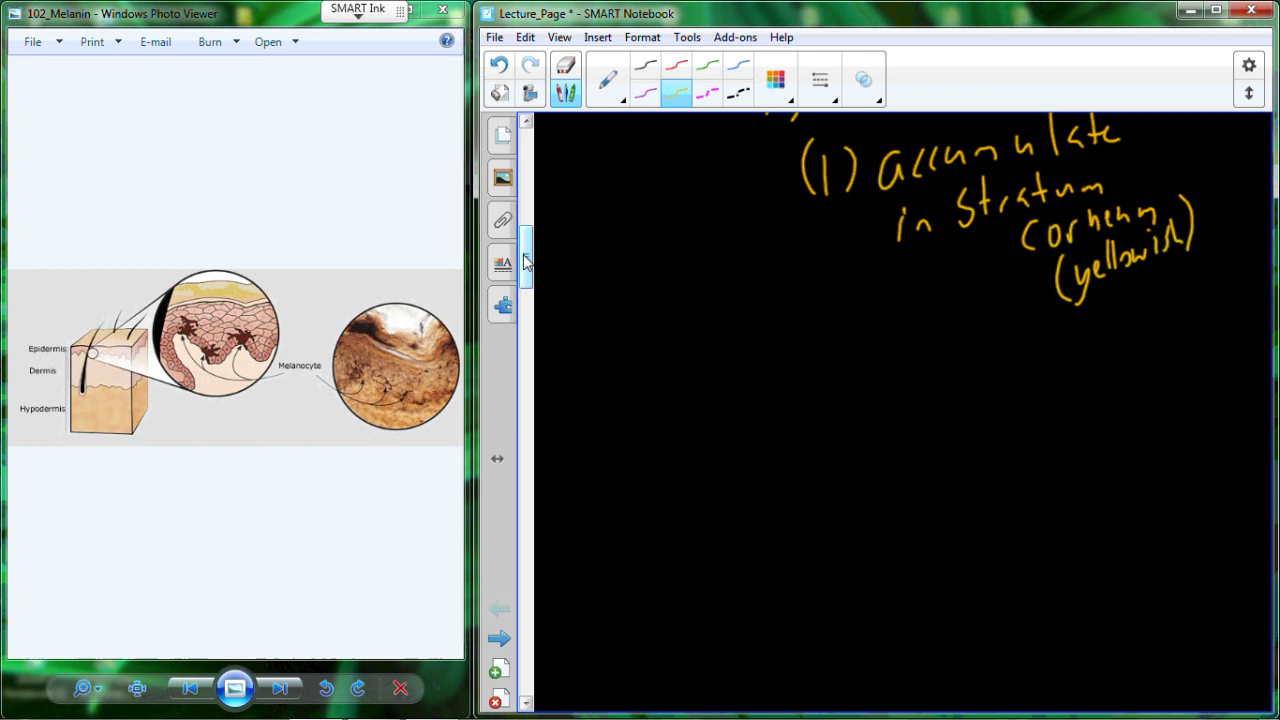 102_Melanin - Windows Photo Viewer
SMART Ink
File Print E-mail Burn Open
Epidermis
Dermis
Hypodermis
Melanocyte
Lecture_Page * - SMART Notebook
File Edit View Insert Format Tools Add-ons Help
(1) accumulate
in stratum
corneum
(yellowish)